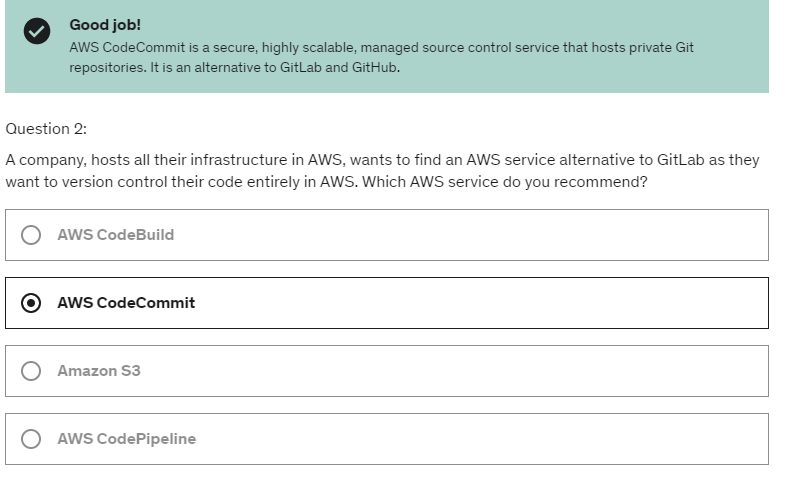 Good job!
AWS CodeCommit is a secure, highly scalable, managed source control service that hosts private Git
repositories. It is an alternative to GitLab and GitHub.
Question 2:
A company, hosts all their infrastructure in AWS, wants to find an AWS service alternative to GitLab as they
want to version control their code entirely in AWS. Which AWS service do you recommend?
AWS CodeBuild
AWS CodeCommit
Amazon S3
AWS CodePipeline